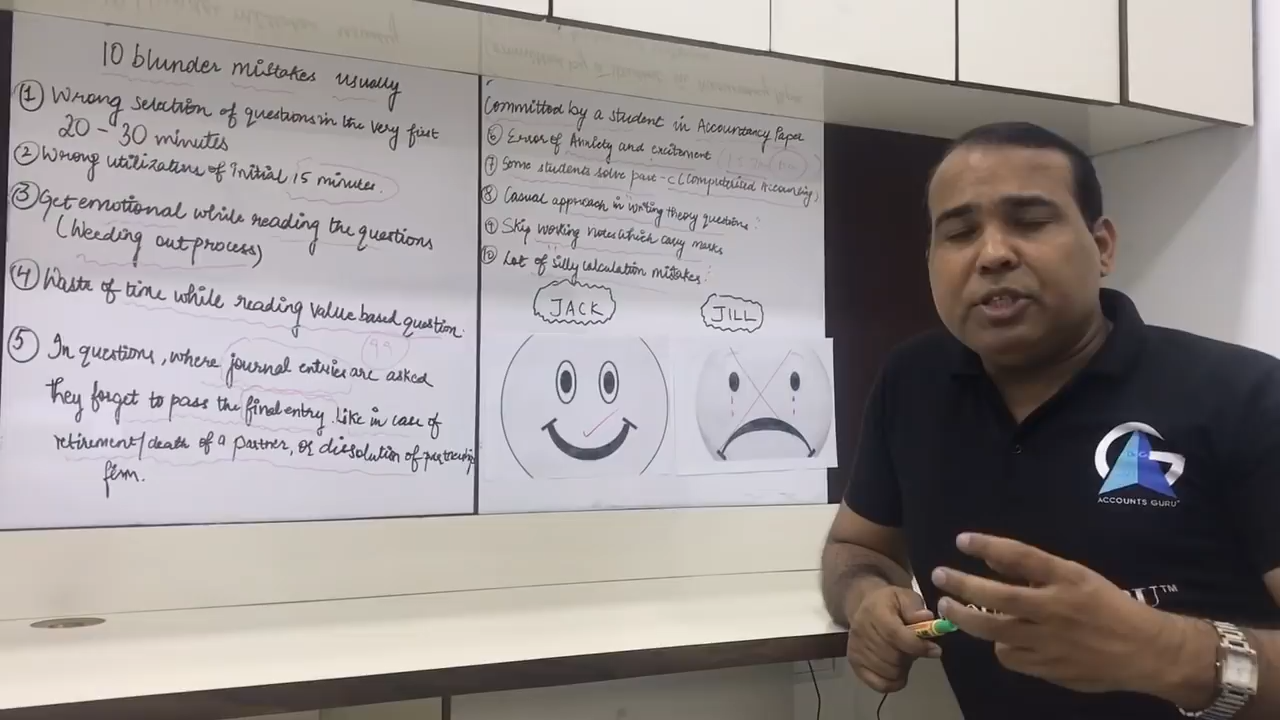 10 blunder mistakes usually
① Wrong selection of questions in the very first
20 - 30 minutes
② Wrong utilization of Initial 15 minutes.
③ Get emotional while reading the questions
(Weeding out process)
④ Waste of time while reading value based question.
⑤ In questions, where journal entries are asked
they forget to pass the final entry. Like in case of
retirement/death of a partner, or dissolution of partnership
firm.
Committed by a student in Accountancy Paper
⑥ Error of Anxiety and excitement
⑦ Some students solve part-C (Computerised Accounting)
⑧ Casual approach in writing theory questions.
⑨ Skip working notes which carry marks
⑩ Lot of silly calculation mistakes.
JACK
JILL
ACCOUNTS GURU